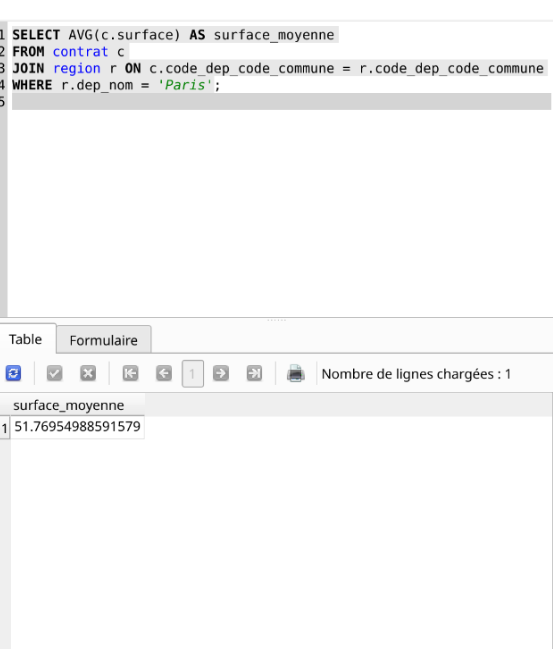 1 SELECT AVG(c.surface) AS surface_moyenne
2 FROM contrat c
3 JOIN region r ON c.code_dep_code_commune = r.code_dep_code_commune
4 WHERE r.dep_nom = 'Paris';
5
Table Formulaire
1 Nombre de lignes chargées : 1
surface_moyenne
1 51.76954988591579